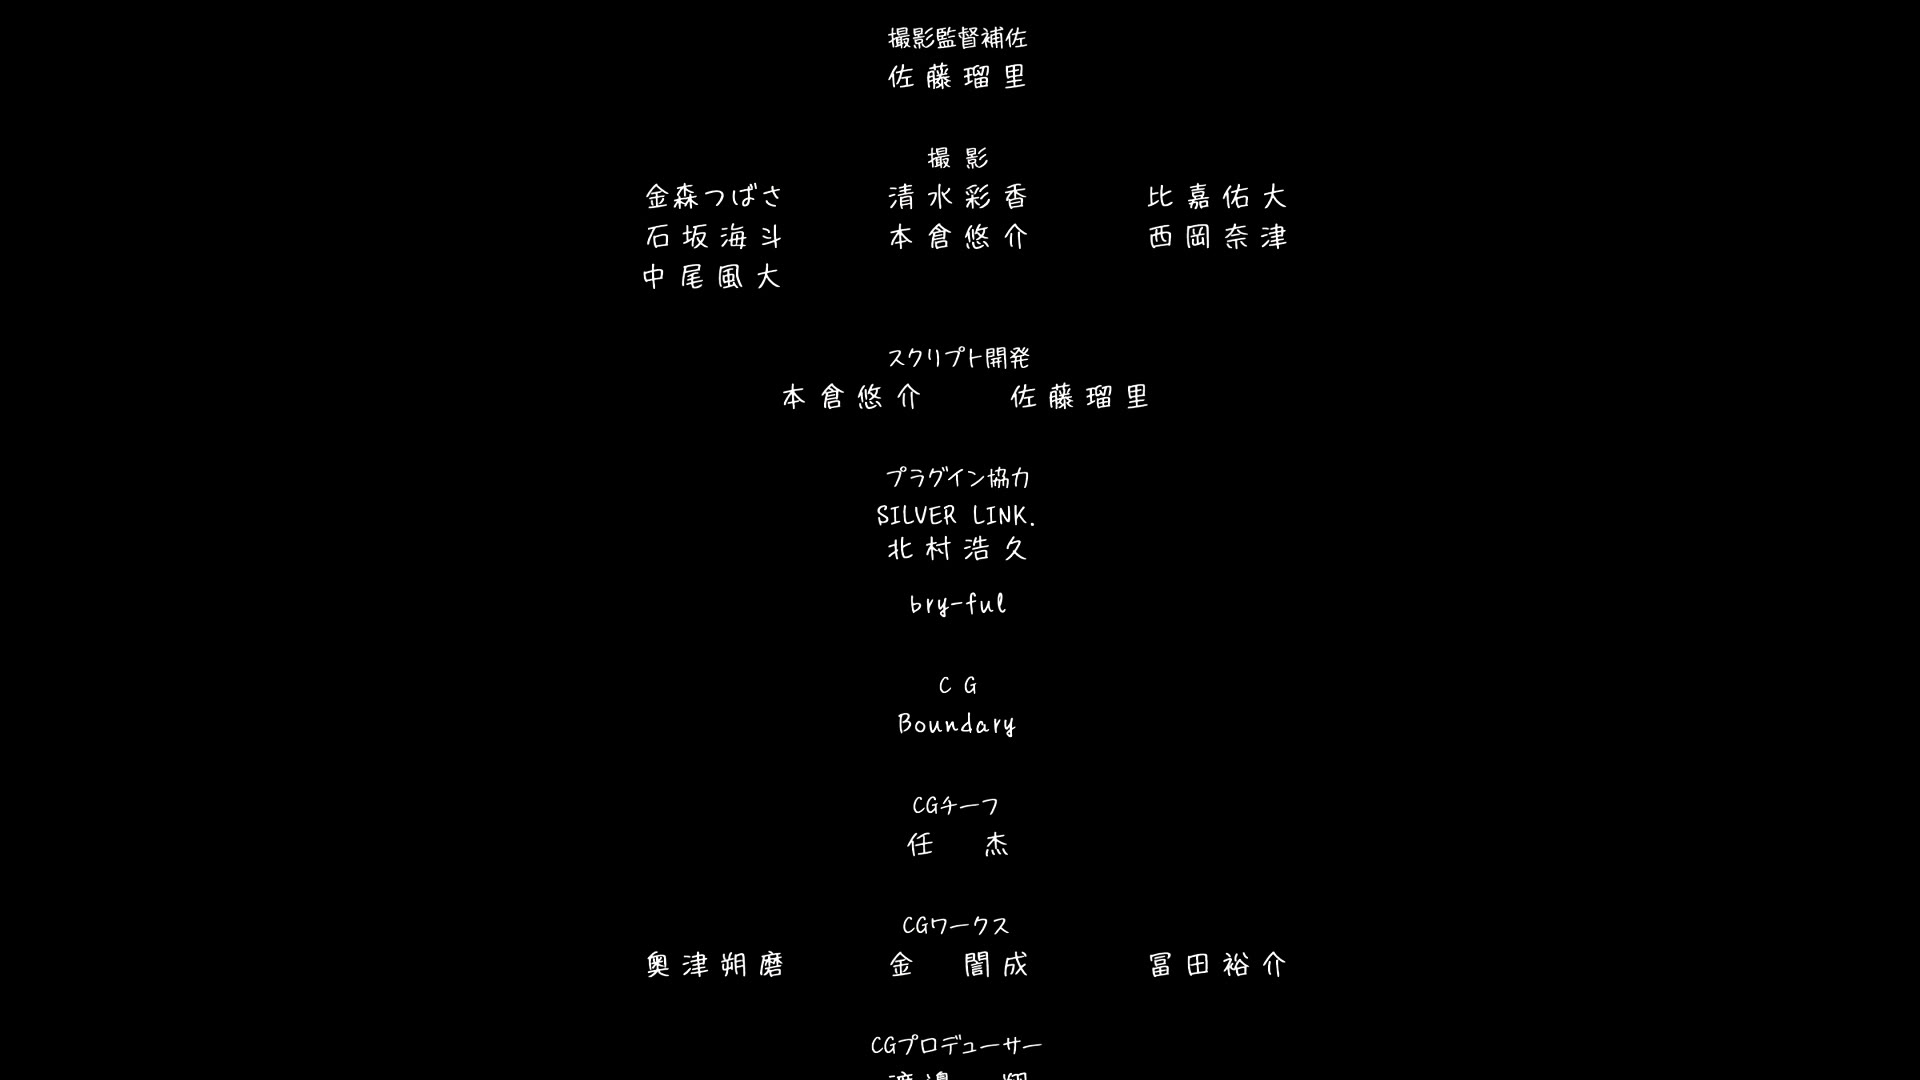 撮影監督補佐
佐藤瑠里
撮影
金森つばさ 清水彩香 比嘉佑大
石坂海斗 本倉悠介 西岡奈津
中尾風大
スクリプト開発
本倉悠介 佐藤瑠里
プラグイン協力
SILVER LINK.
北村浩久
bry-ful
CG
Boundary
CGチーフ
任 杰
CGワークス
奥津朔磨 金 誾成 冨田裕介
CGプロデューサー